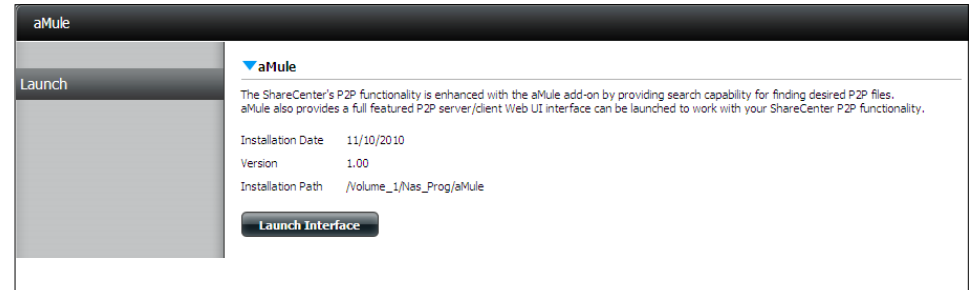 aMule
Launch
aMule
The ShareCenter's P2P functionality is enhanced with the aMule add-on by providing search capability for finding desired P2P files.
aMule also provides a full featured P2P server/client Web UI interface can be launched to work with your ShareCenter P2P functionality.
Installation Date 11/10/2010
Version 1.00
Installation Path /Volume_1/Nas_Prog/aMule
Launch Interface